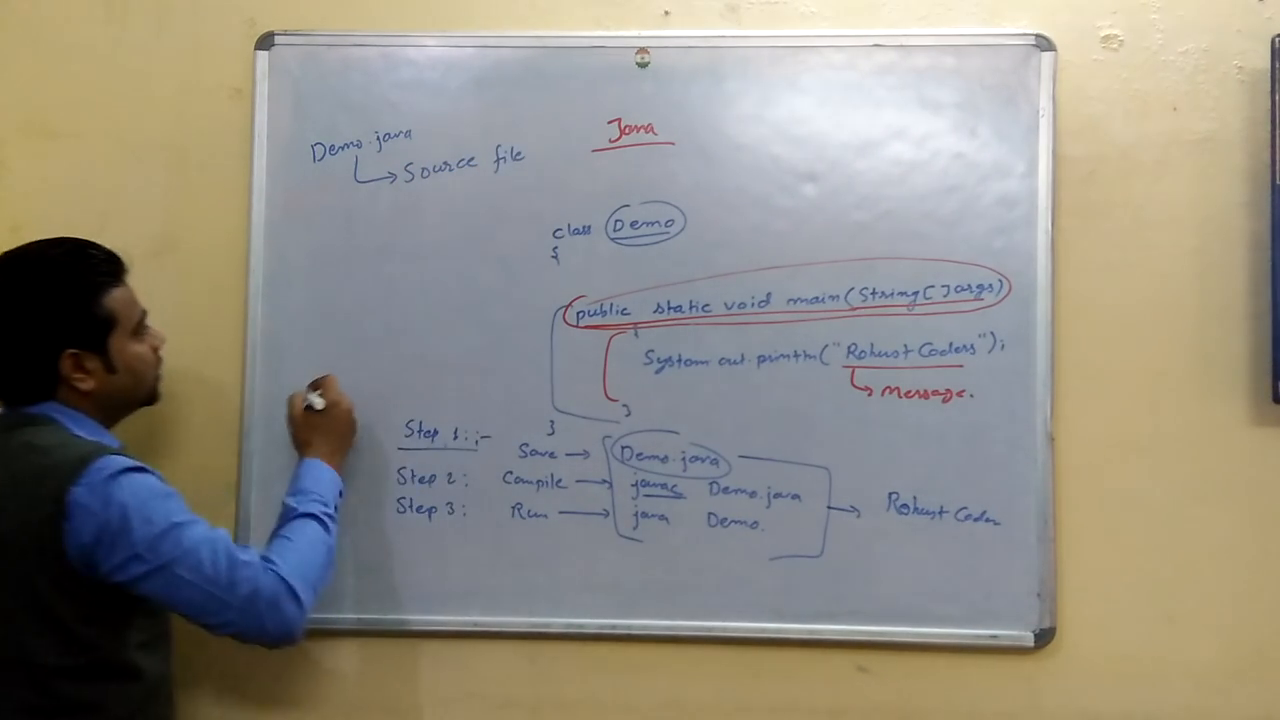 Java
Demo.java
Source file
class Demo
{
public static void main(String[] args)
{
System.out.println("Robust Coders");
Message.
}
}
Step 1:-
Save → Demo.java
Step 2: Compile → javac Demo.java
Step 3: Run → java Demo.
→ Robust Coder